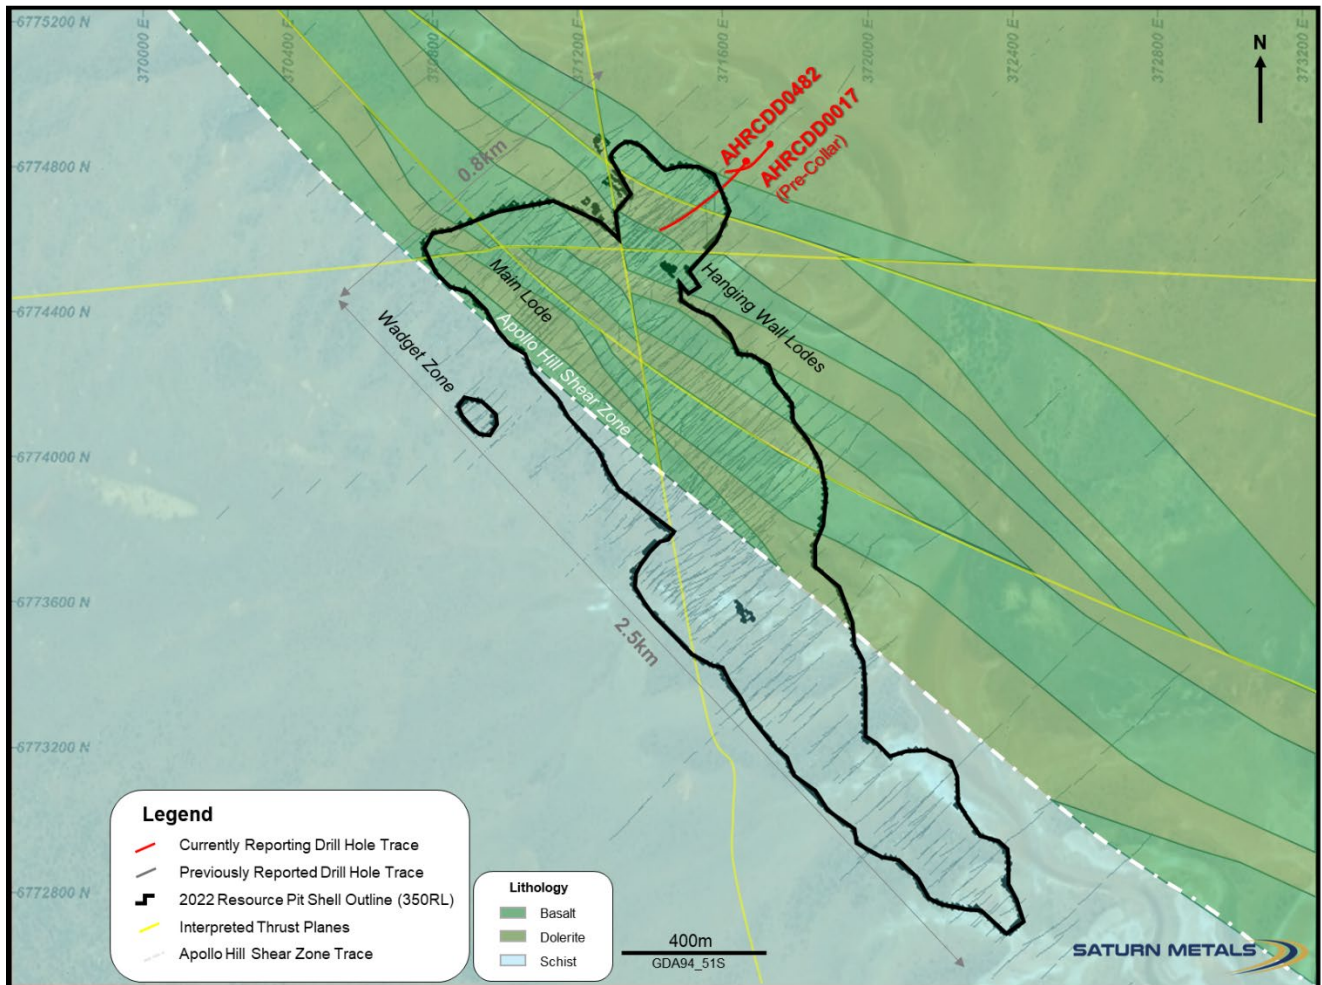 6775200 N
370000 E
370400 E
370800 E
371200 E
371600 E
372000 E
372400 E
372800 E
373200 E
N
AHRCDD0482
AHRCDD0017
(Pre-Collar)
6774800 N
0.8km
Main Lode
Hanging Wall Lodes
6774400 N
Wadget Zone
Apollo Hill Shear Zone
6774000 N
6773600 N
2.5km
6773200 N
6772800 N
Legend
Currently Reporting Drill Hole Trace
Previously Reported Drill Hole Trace
2022 Resource Pit Shell Outline (350RL)
Interpreted Thrust Planes
Apollo Hill Shear Zone Trace
Lithology
Basalt
Dolerite
Schist
400m
GDA94_51S
SATURN METALS